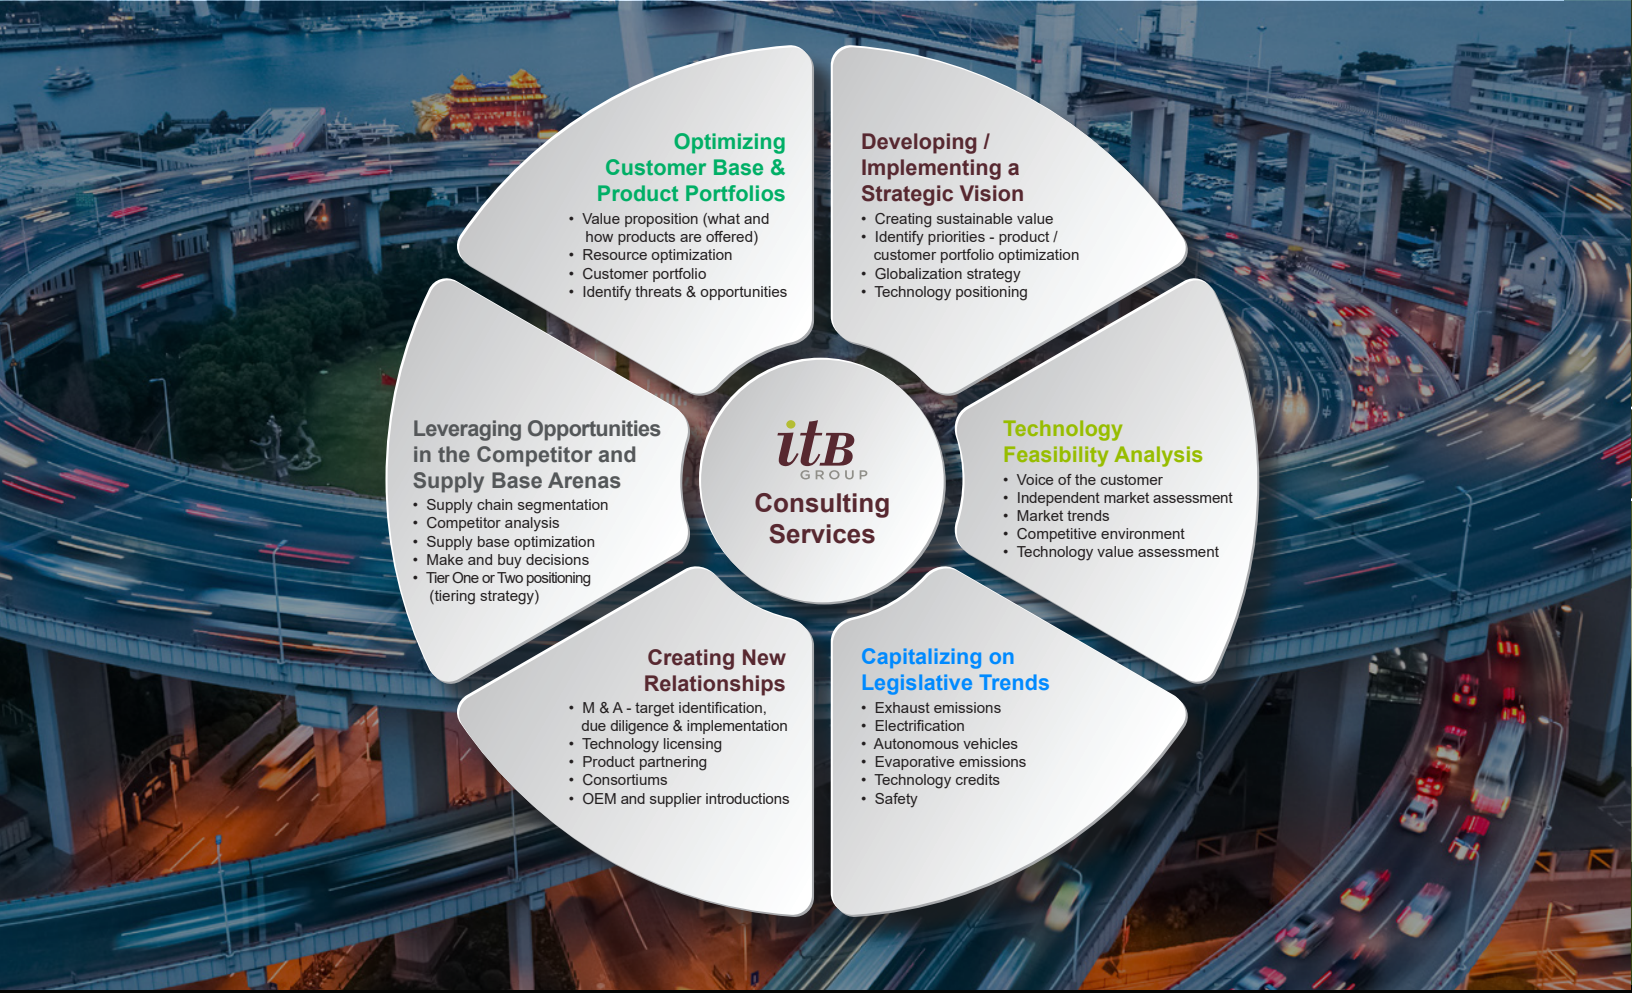 Optimizing
Customer Base &
Product Portfolios
• Value proposition (what and
how products are offered)
• Resource optimization
• Customer portfolio
• Identify threats & opportunities
Developing /
Implementing a
Strategic Vision
• Creating sustainable value
• Identify priorities - product /
customer portfolio optimization
• Globalization strategy
• Technology positioning
Leveraging Opportunities
in the Competitor and
Supply Base Arenas
• Supply chain segmentation
• Competitor analysis
• Supply base optimization
• Make and buy decisions
• Tier One or Two positioning
(tiering strategy)
itB
GROUP
Consulting
Services
Technology
Feasibility Analysis
• Voice of the customer
• Independent market assessment
• Market trends
• Competitive environment
• Technology value assessment
Creating New
Relationships
• M & A - target identification,
due diligence & implementation
• Technology licensing
• Product partnering
• Consortiums
• OEM and supplier introductions
Capitalizing on
Legislative Trends
• Exhaust emissions
• Electrification
• Autonomous vehicles
• Evaporative emissions
• Technology credits
• Safety